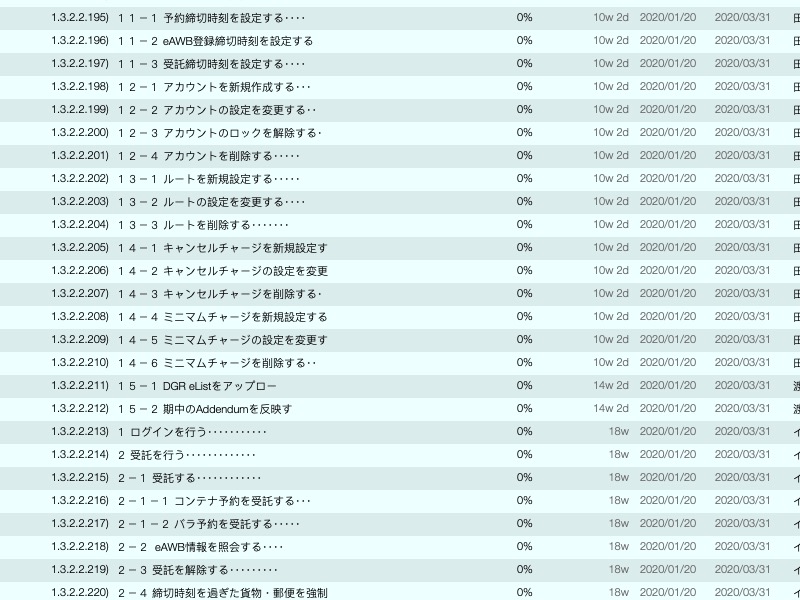 1.3.2.2.195) １１－１ 予約締切時刻を設定する‥‥ 0% 10w 2d 2020/01/20 2020/03/31
1.3.2.2.196) １１－２ eAWB登録締切時刻を設定する 0% 10w 2d 2020/01/20 2020/03/31
1.3.2.2.197) １１－３ 受託締切時刻を設定する‥‥ 0% 10w 2d 2020/01/20 2020/03/31
1.3.2.2.198) １２－１ アカウントを新規作成する‥・ 0% 10w 2d 2020/01/20 2020/03/31
1.3.2.2.199) １２－２ アカウントの設定を変更する‥ 0% 10w 2d 2020/01/20 2020/03/31
1.3.2.2.200) １２－３ アカウントのロックを解除する・ 0% 10w 2d 2020/01/20 2020/03/31
1.3.2.2.201) １２－４ アカウントを削除する‥‥・ 0% 10w 2d 2020/01/20 2020/03/31
1.3.2.2.202) １３－１ ルートを新規設定する‥‥・ 0% 10w 2d 2020/01/20 2020/03/31
1.3.2.2.203) １３－２ ルートの設定を変更する‥‥ 0% 10w 2d 2020/01/20 2020/03/31
1.3.2.2.204) １３－３ ルートを削除する‥‥‥・ 0% 10w 2d 2020/01/20 2020/03/31
1.3.2.2.205) １４－１ キャンセルチャージを新規設定す 0% 10w 2d 2020/01/20 2020/03/31
1.3.2.2.206) １４－２ キャンセルチャージの設定を変更 0% 10w 2d 2020/01/20 2020/03/31
1.3.2.2.207) １４－３ キャンセルチャージを削除する・ 0% 10w 2d 2020/01/20 2020/03/31
1.3.2.2.208) １４－４ ミニマムチャージを新規設定する 0% 10w 2d 2020/01/20 2020/03/31
1.3.2.2.209) １４－５ ミニマムチャージの設定を変更す 0% 10w 2d 2020/01/20 2020/03/31
1.3.2.2.210) １４－６ ミニマムチャージを削除する‥ 0% 10w 2d 2020/01/20 2020/03/31
1.3.2.2.211) １５－１ DGR eListをアップロー 0% 14w 2d 2020/01/20 2020/03/31
1.3.2.2.212) １５－２ 期中のAddendumを反映す 0% 14w 2d 2020/01/20 2020/03/31
1.3.2.2.213) １ ログインを行う‥‥‥‥‥・ 0% 18w 2020/01/20 2020/03/31
1.3.2.2.214) ２ 受託を行う‥‥‥‥‥‥・ 0% 18w 2020/01/20 2020/03/31
1.3.2.2.215) ２－１ 受託する‥‥‥‥‥‥ 0% 18w 2020/01/20 2020/03/31
1.3.2.2.216) ２－１－１ コンテナ予約を受託する‥・ 0% 18w 2020/01/20 2020/03/31
1.3.2.2.217) ２－１－２ バラ予約を受託する‥‥・ 0% 18w 2020/01/20 2020/03/31
1.3.2.2.218) ２－２ eAWB情報を照会する‥‥ 0% 18w 2020/01/20 2020/03/31
1.3.2.2.219) ２－３ 受託を解除する‥‥‥‥・ 0% 18w 2020/01/20 2020/03/31
1.3.2.2.220) ２－４ 締切時刻を過ぎた貨物・郵便を強制 0% 18w 2020/01/20 2020/03/31